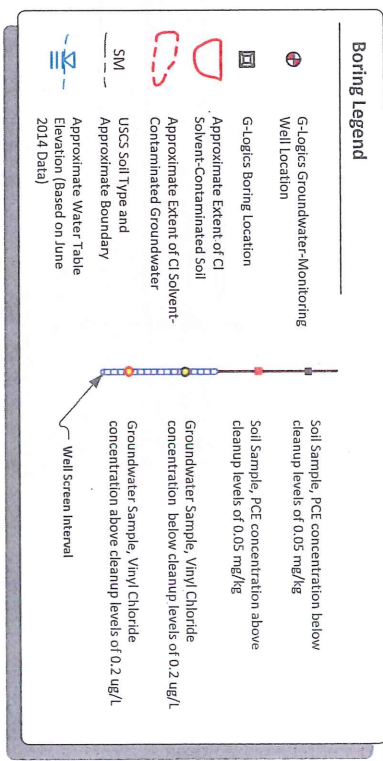 Boring Legend
G-Logics Groundwater-Monitoring
Well Location
G-Logics Boring Location
Approximate Extent of Cl
Solvent-Contaminated Soil
Approximate Extent of Cl Solvent-
Contaminated Groundwater
SM
USCS Soil Type and
Approximate Boundary
Approximate Water Table
Elevation (Based on June
2014 Data)
Soil Sample, PCE concentration below
cleanup levels of 0.05 mg/kg
Soil Sample, PCE concentration above
cleanup levels of 0.05 mg/kg
Groundwater Sample, Vinyl Chloride
concentration below cleanup levels of 0.2 ug/L
Groundwater Sample, Vinyl Chloride
concentration above cleanup levels of 0.2 ug/L
Well Screen Interval